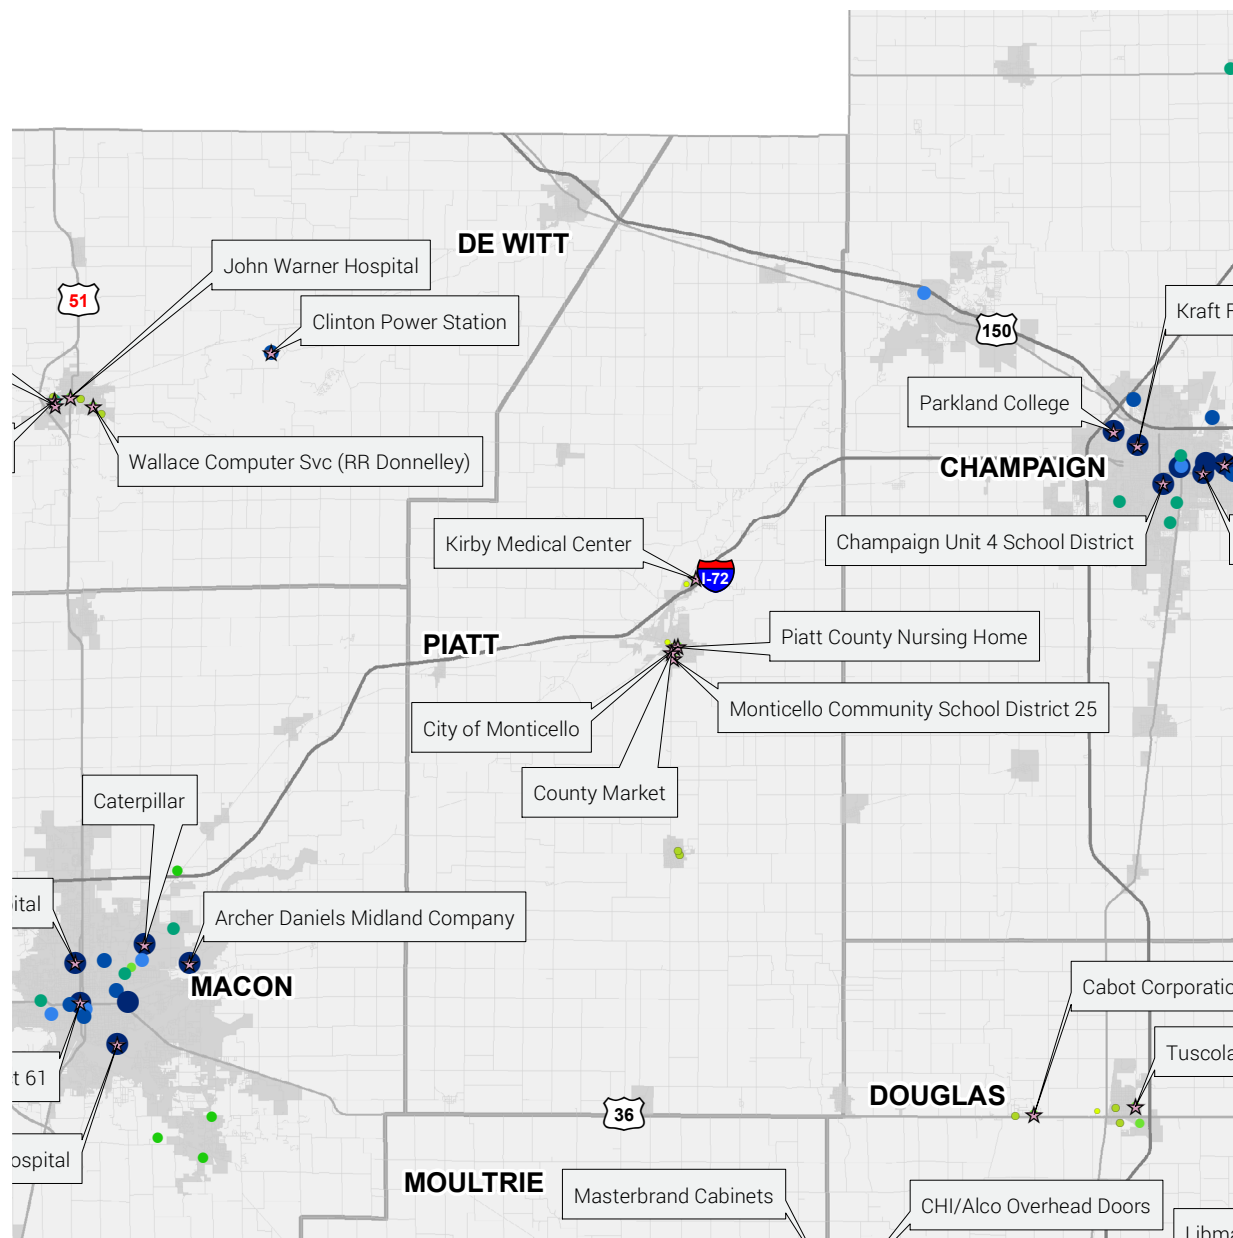 DE WITT
John Warner Hospital
51
Clinton Power Station
Kraft
150
Parkland College
Wallace Computer Svc (RR Donnelley)
CHAMPAIGN
Kirby Medical Center
Champaign Unit 4 School District
I-72
PIATT
Piatt County Nursing Home
City of Monticello
Monticello Community School District 25
County Market
Caterpillar
ital
Archer Daniels Midland Company
MACON
Cabot Corporatio
Tuscola
t 61
DOUGLAS
36
ospital
MOULTRIE
Masterbrand Cabinets
CHI/Alco Overhead Doors